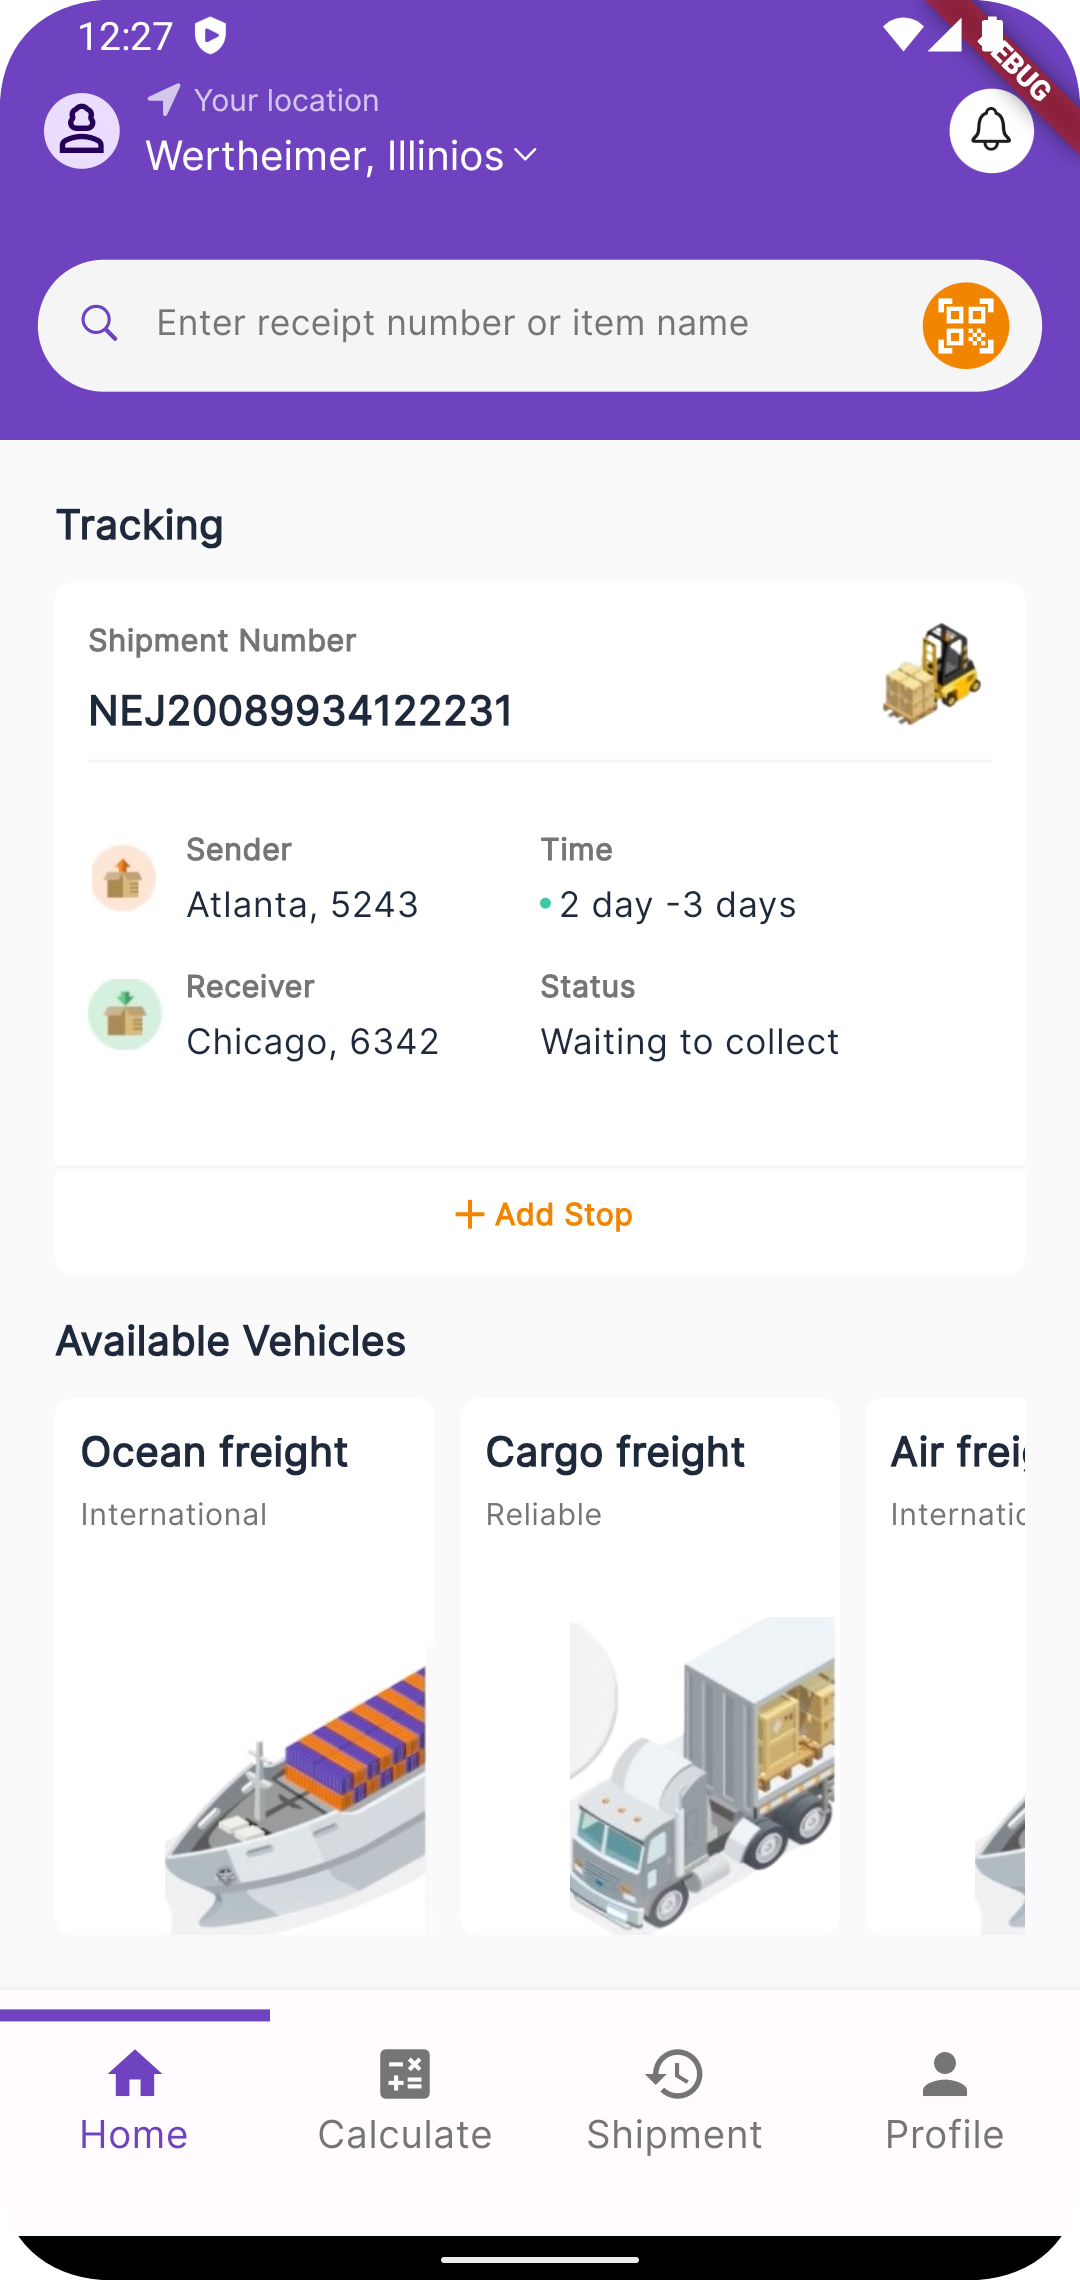 12:27
EBUG
Your location
Wertheimer, Illinios
Enter receipt number or item name
Tracking
Shipment Number
NEJ20089934122231
Sender
Time
Atlanta, 5243
2 day -3 days
Receiver
Status
Chicago, 6342
Waiting to collect
+ Add Stop
Available Vehicles
Ocean freight
Cargo freight
Air freig
International
Reliable
Internatic
Home
Calculate
Shipment
Profile